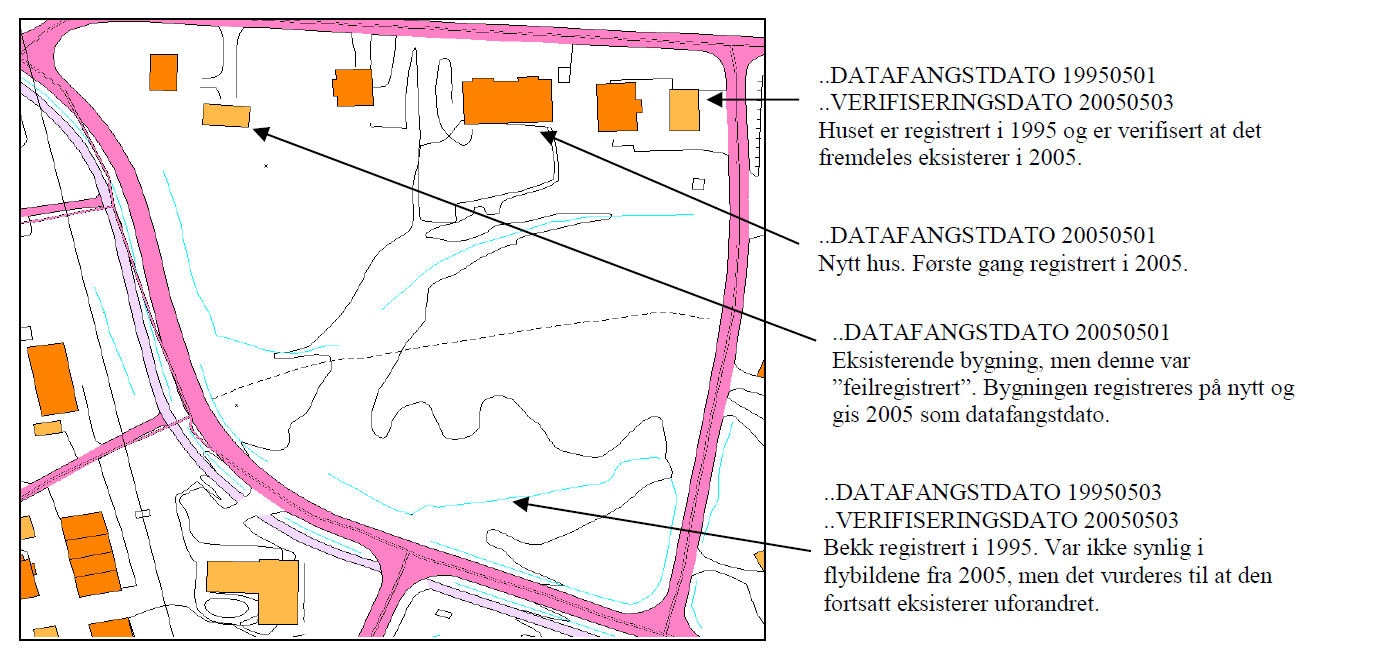 ..DATAFANGSTDATO 19950501
..VERIFISERINGSDATO 20050503
Huset er registrert i 1995 og er verifisert at det
fremdeles eksisterer i 2005.
..DATAFANGSTDATO 20050501
Nytt hus. Første gang registrert i 2005.
..DATAFANGSTDATO 20050501
Eksisterende bygning, men denne var
”feilregistrert”. Bygningen registreres på nytt og
gis 2005 som datafangstdato.
..DATAFANGSTDATO 19950503
..VERIFISERINGSDATO 20050503
Bekk registrert i 1995. Var ikke synlig i
flybildene fra 2005, men det vurderes til at den
fortsatt eksisterer uforandret.